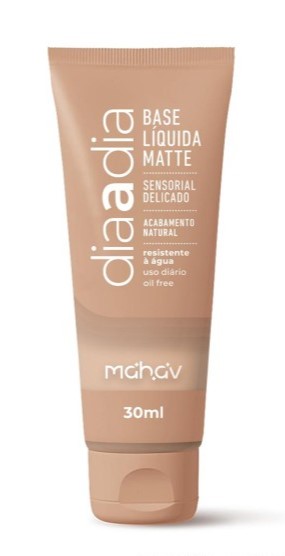 diaadia
BASE
LÍQUIDA
MATTE
SENSORIAL
DELICADO
ACABAMENTO
NATURAL
resistente
à água
uso diário
oil free
mahav
30ml